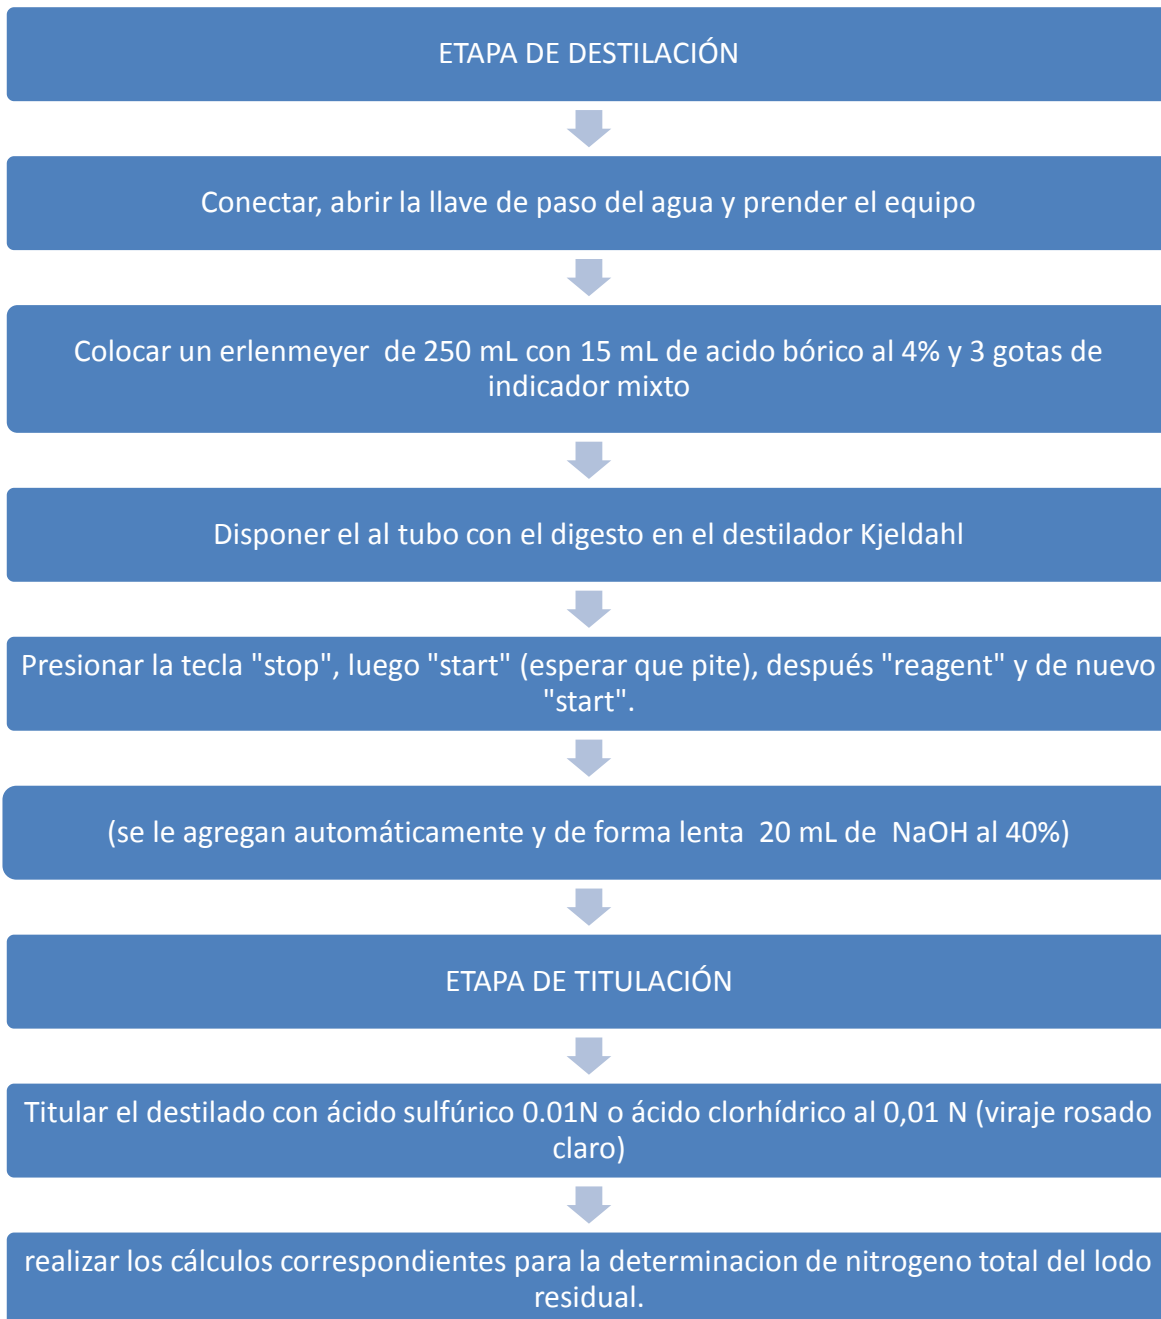 ETAPA DE DESTILACIÓN
Conectar, abrir la llave de paso del agua y prender el equipo
Colocar un erlenmeyer de 250 mL con 15 mL de acido bórico al 4% y 3 gotas de
indicador mixto
Disponer el al tubo con el digesto en el destilador Kjeldahl
Presionar la tecla "stop", luego "start" (esperar que pite), después "reagent" y de nuevo
"start".
(se le agregan automáticamente y de forma lenta 20 mL de NaOH al 40%)
ETAPA DE TITULACIÓN
Titular el destilado con ácido sulfúrico 0.01N o ácido clorhídrico al 0,01 N (viraje rosado
claro)
realizar los cálculos correspondientes para la determinacion de nitrogeno total del lodo
residual.